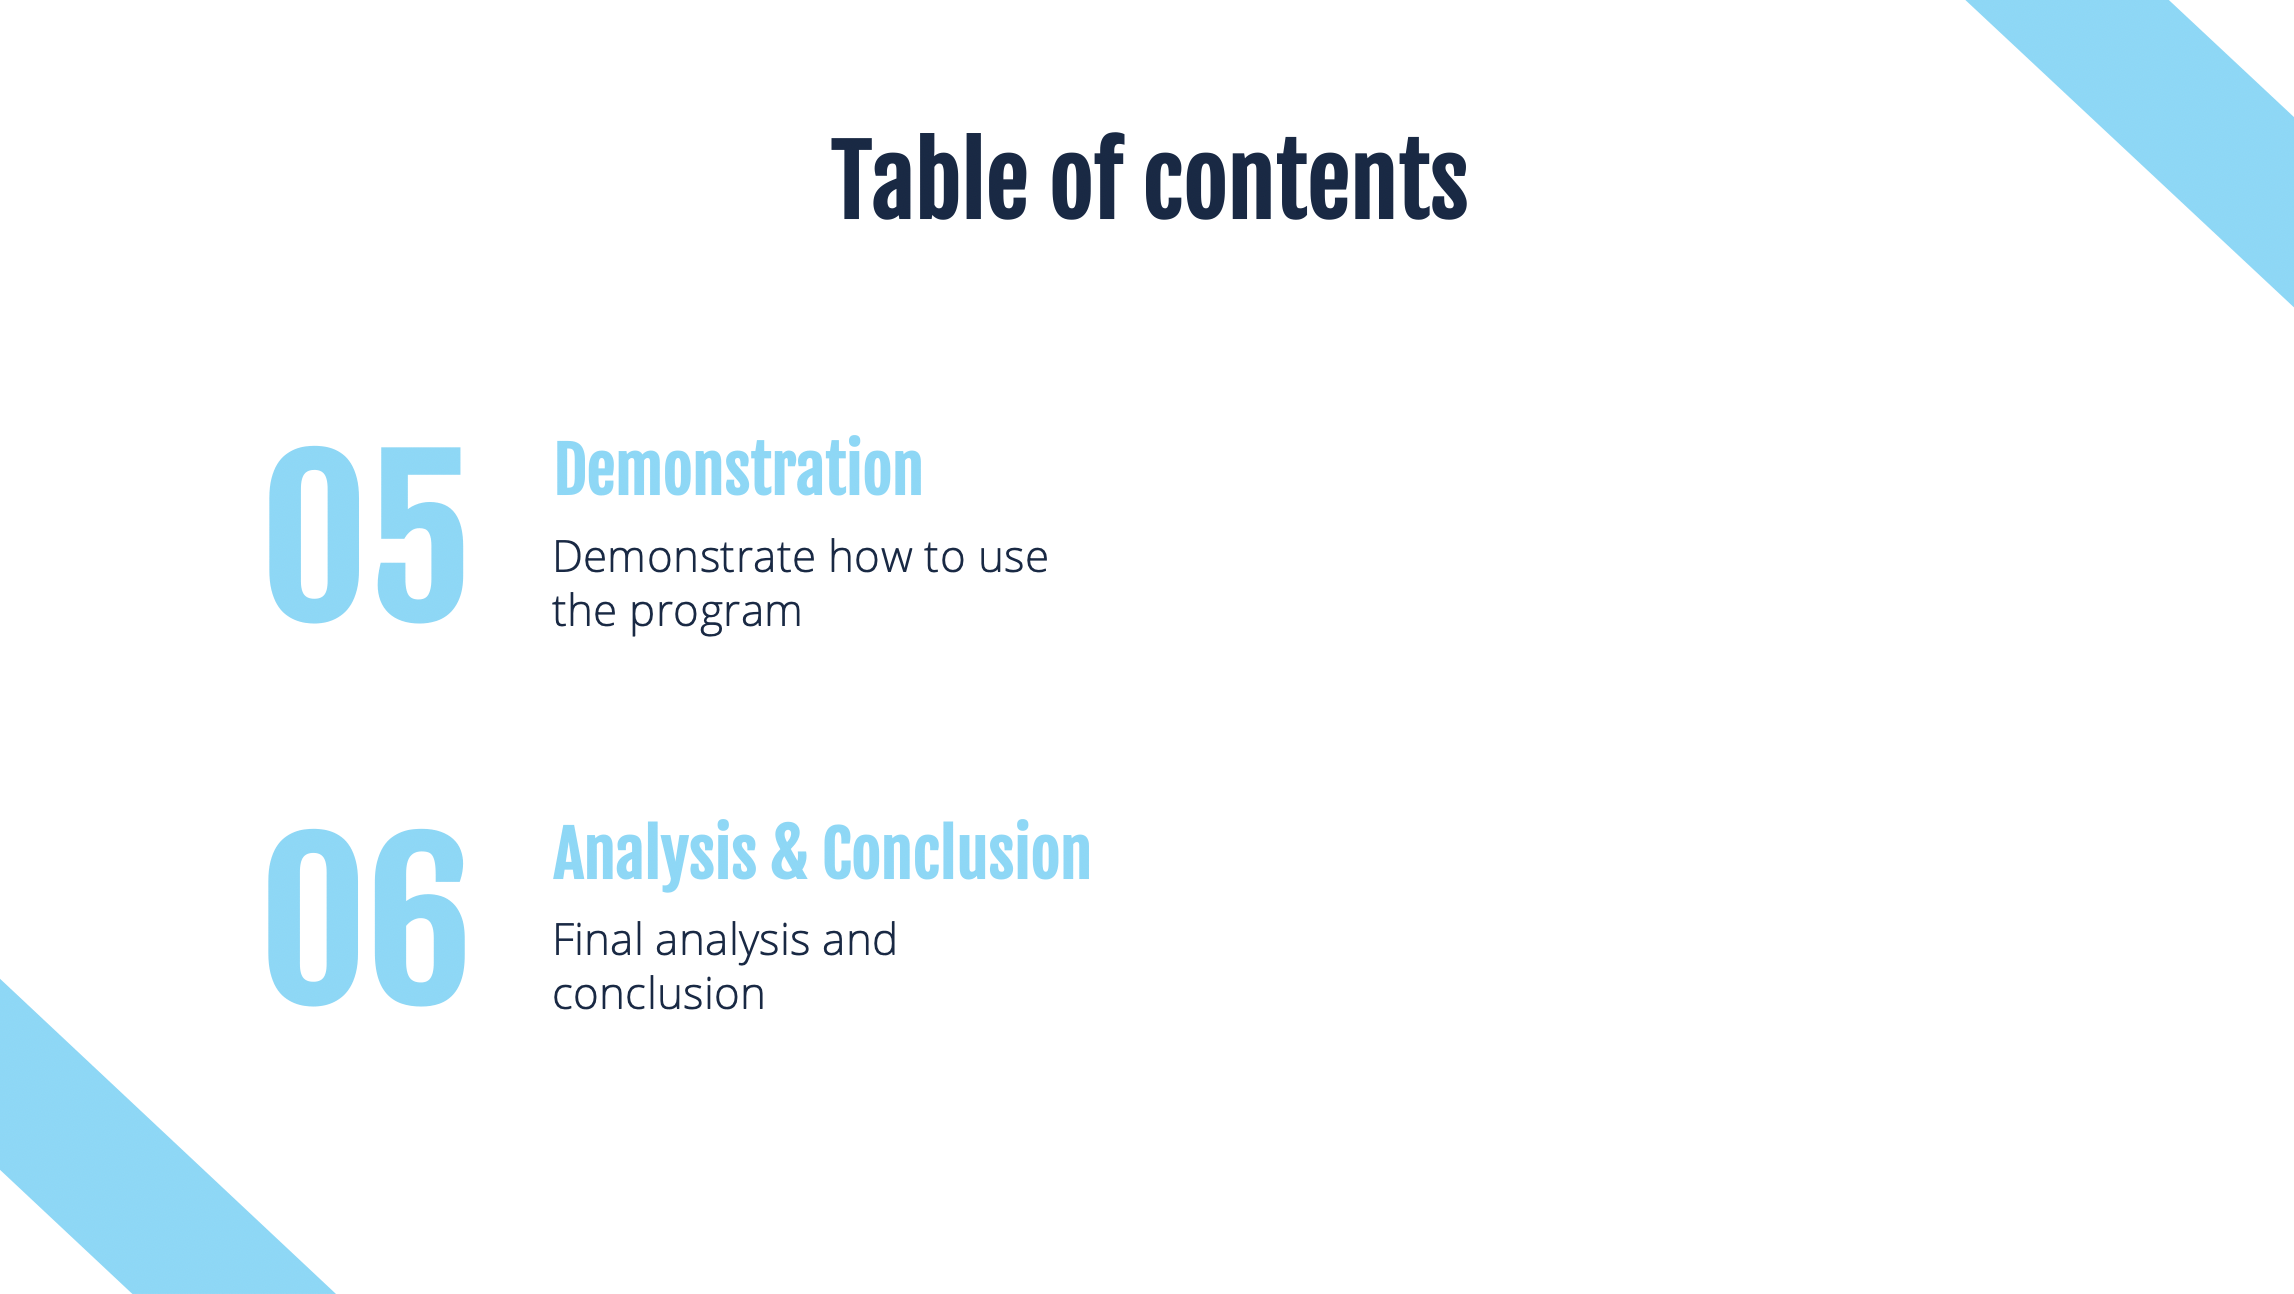 Table of contents
05
Demonstration
Demonstrate how to use
the program
06
Analysis & Conclusion
Final analysis and
conclusion